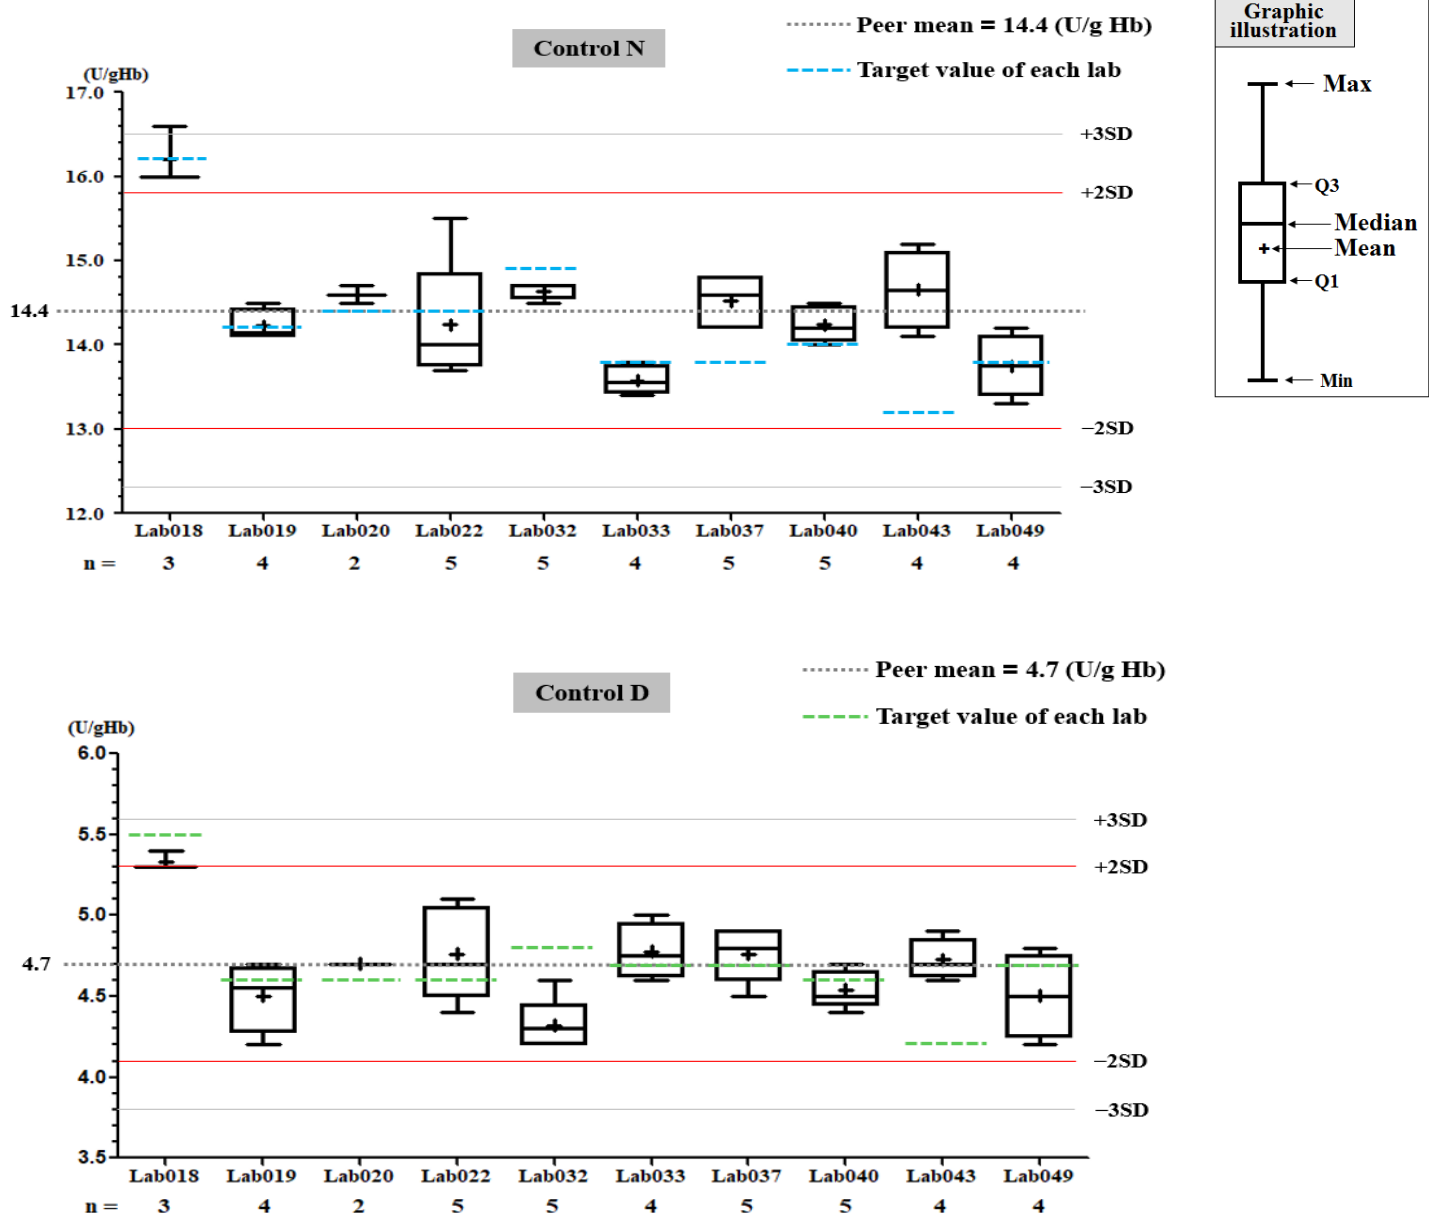 Control N
Peer mean = 14.4 (U/g Hb)
Target value of each lab
Graphic
illustration
Max
Q3
Median
Mean
Q1
Min
(U/gHb)
17.0
16.0
15.0
14.4
14.0
13.0
12.0
+3SD
+2SD
−2SD
−3SD
Lab018 Lab019 Lab020 Lab022 Lab032 Lab033 Lab037 Lab040 Lab043 Lab049
n = 3 4 2 5 5 4 5 5 4 4
Control D
Peer mean = 4.7 (U/g Hb)
Target value of each lab
(U/gHb)
6.0
5.5
5.0
4.7
4.5
4.0
3.5
+3SD
+2SD
−2SD
−3SD
Lab018 Lab019 Lab020 Lab022 Lab032 Lab033 Lab037 Lab040 Lab043 Lab049
n = 3 4 2 5 5 4 5 5 4 4